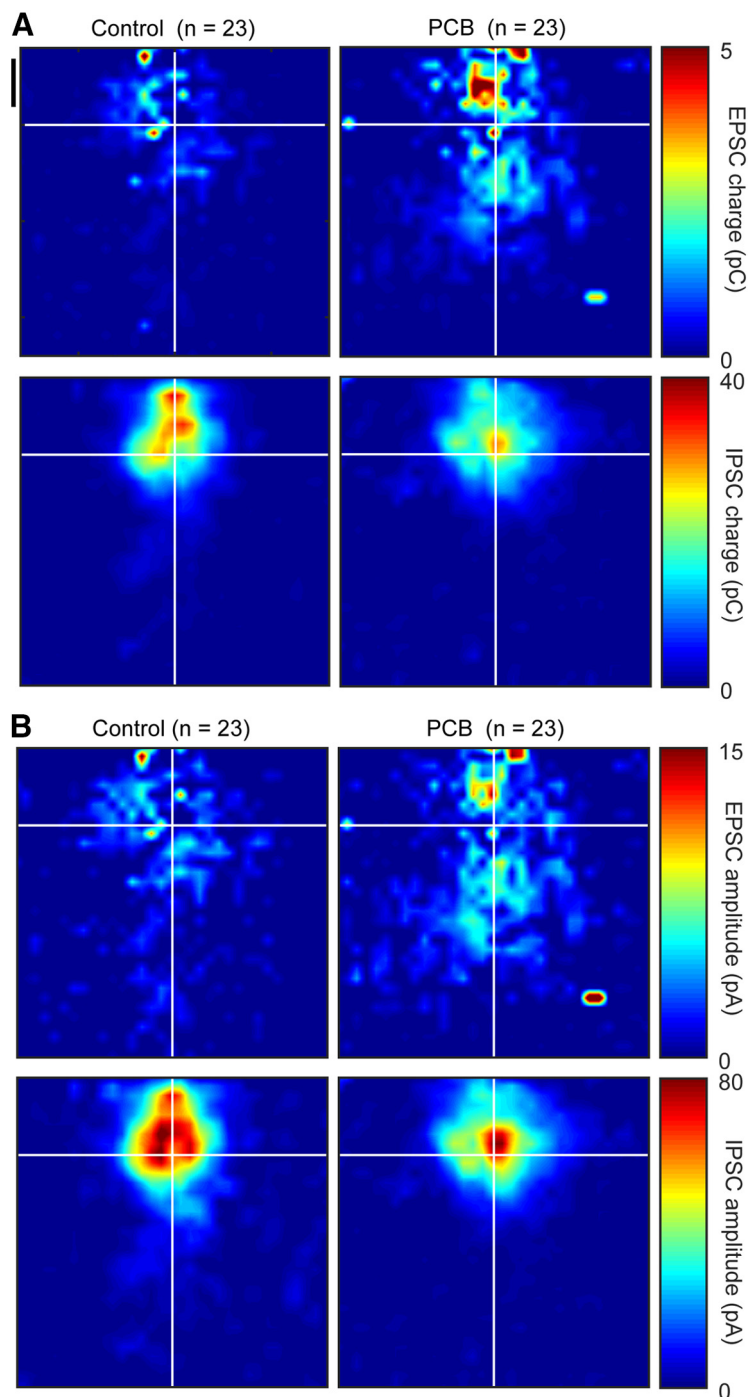 A
Control (n = 23)
PCB (n = 23)
5
EPSC charge (pC)
0
40
IPSC charge (pC)
0
B
Control (n = 23)
PCB (n = 23)
15
EPSC amplitude (pA)
0
80
IPSC amplitude (pA)
0